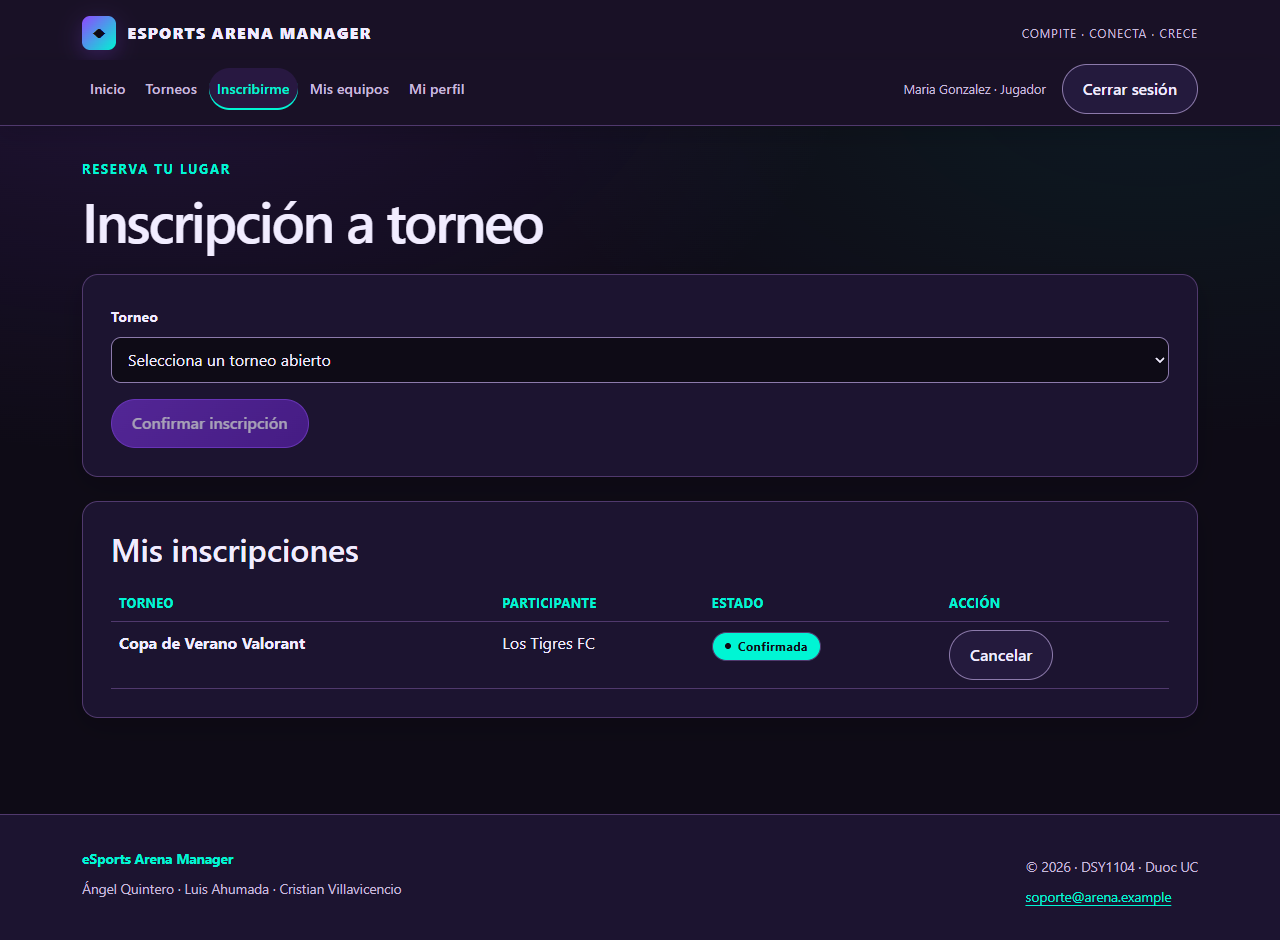 ESPORTS ARENA MANAGER
COMPITE · CONECTA · CRECE
Inicio Torneos Inscribirme Mis equipos Mi perfil
Maria Gonzalez · Jugador
Cerrar sesión
RESERVA TU LUGAR
Inscripción a torneo
Torneo
Selecciona un torneo abierto
Confirmar inscripción
Mis inscripciones
TORNEO PARTICIPANTE ESTADO ACCIÓN
Copa de Verano Valorant Los Tigres FC Confirmada Cancelar
eSports Arena Manager
Ángel Quintero · Luis Ahumada · Cristian Villavicencio
© 2026 · DSY1104 · Duoc UC
soporte@arena.example